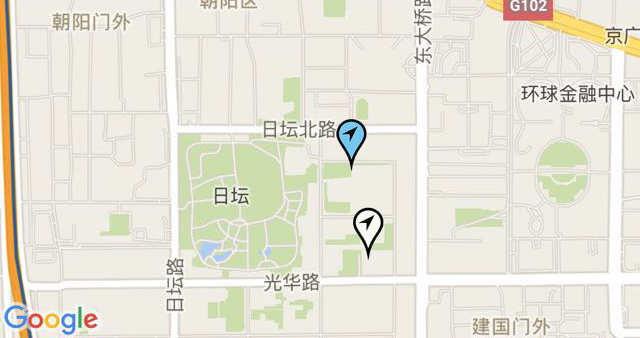 朝阳区
G102
朝阳门外
京广
东大桥路
环球金融中心
日坛北路
日坛
日坛路
光华路
Google
建国门外